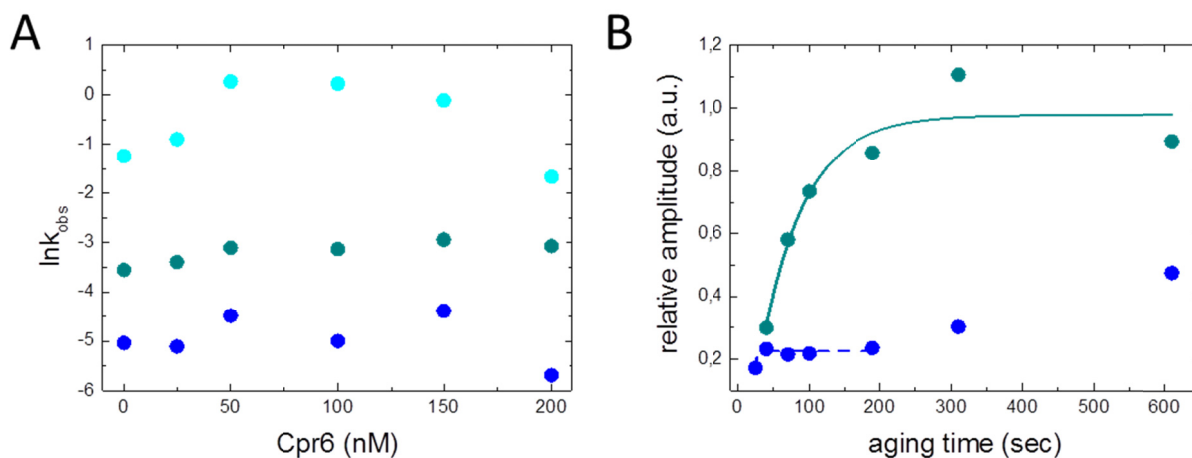 A
1
0
-1
-2
-3
-4
-5
-6
lnkobs
0 50 100 150 200
Cpr6 (nM)
B
1,2
1,0
0,8
0,6
0,4
0,2
relative amplitude (a.u.)
0 100 200 300 400 500 600
aging time (sec)